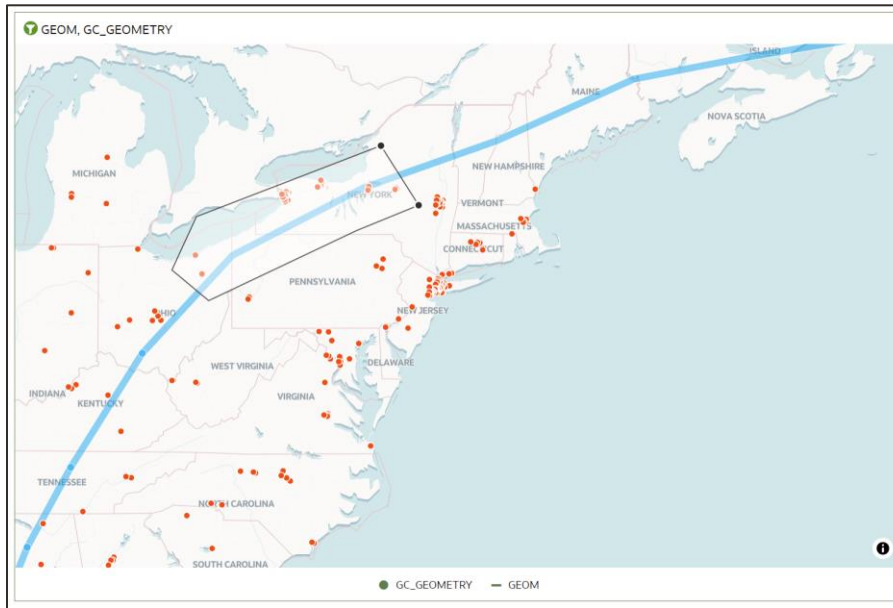 GEOM, GC_GEOMETRY
ISLAND
MAINE
NOVA SCOTIA
MICHIGAN
NEW HAMPSHIRE
NEW YORK
VERMONT
MASSACHUSETTS
CONNECTICUT
PENNSYLVANIA
NEW JERSEY
OHIO
WEST VIRGINIA
DELAWARE
INDIANA
KENTUCKY
VIRGINIA
TENNESSEE
NORTH CAROLINA
SOUTH CAROLINA
GC_GEOMETRY
GEOM